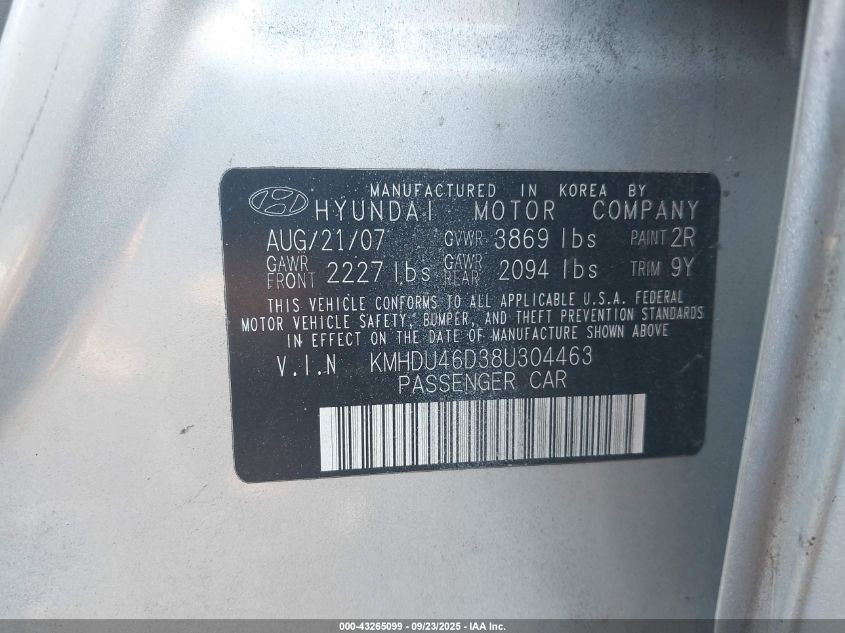 MANUFACTURED IN KOREA BY
HYUNDAI MOTOR COMPANY
AUG/21/07 GVWR 3869 lbs PAINT 2R
GAWR FRONT 2227 lbs GAWR REAR 2094 lbs TRIM 9Y
THIS VEHICLE CONFORMS TO ALL APPLICABLE U.S.A. FEDERAL
MOTOR VEHICLE SAFETY, BUMPER, AND THEFT PREVENTION STANDARDS
IN EFFECT ON THE DATE OF MANUFACTURE SHOWN ABOVE
V.I.N KMHDU46D38U304463
PASSENGER CAR
000-43265099 - 09/23/2025 - IAA Inc.